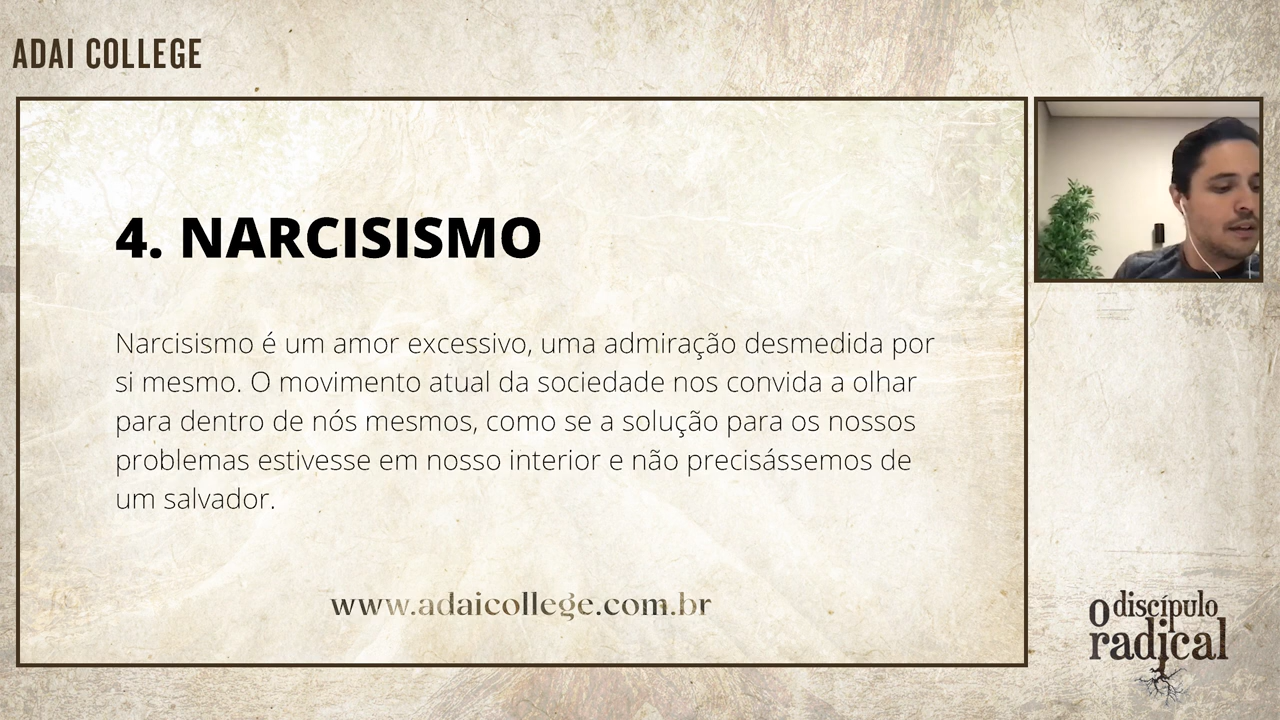 ADAI COLLEGE
4. NARCISISMO
Narcisismo é um amor excessivo, uma admiração desmedida por
si mesmo. O movimento atual da sociedade nos convida a olhar
para dentro de nós mesmos, como se a solução para os nossos
problemas estivesse em nosso interior e não precisássemos de
um salvador.
www.adaicollege.com.br
O discípulo
radical